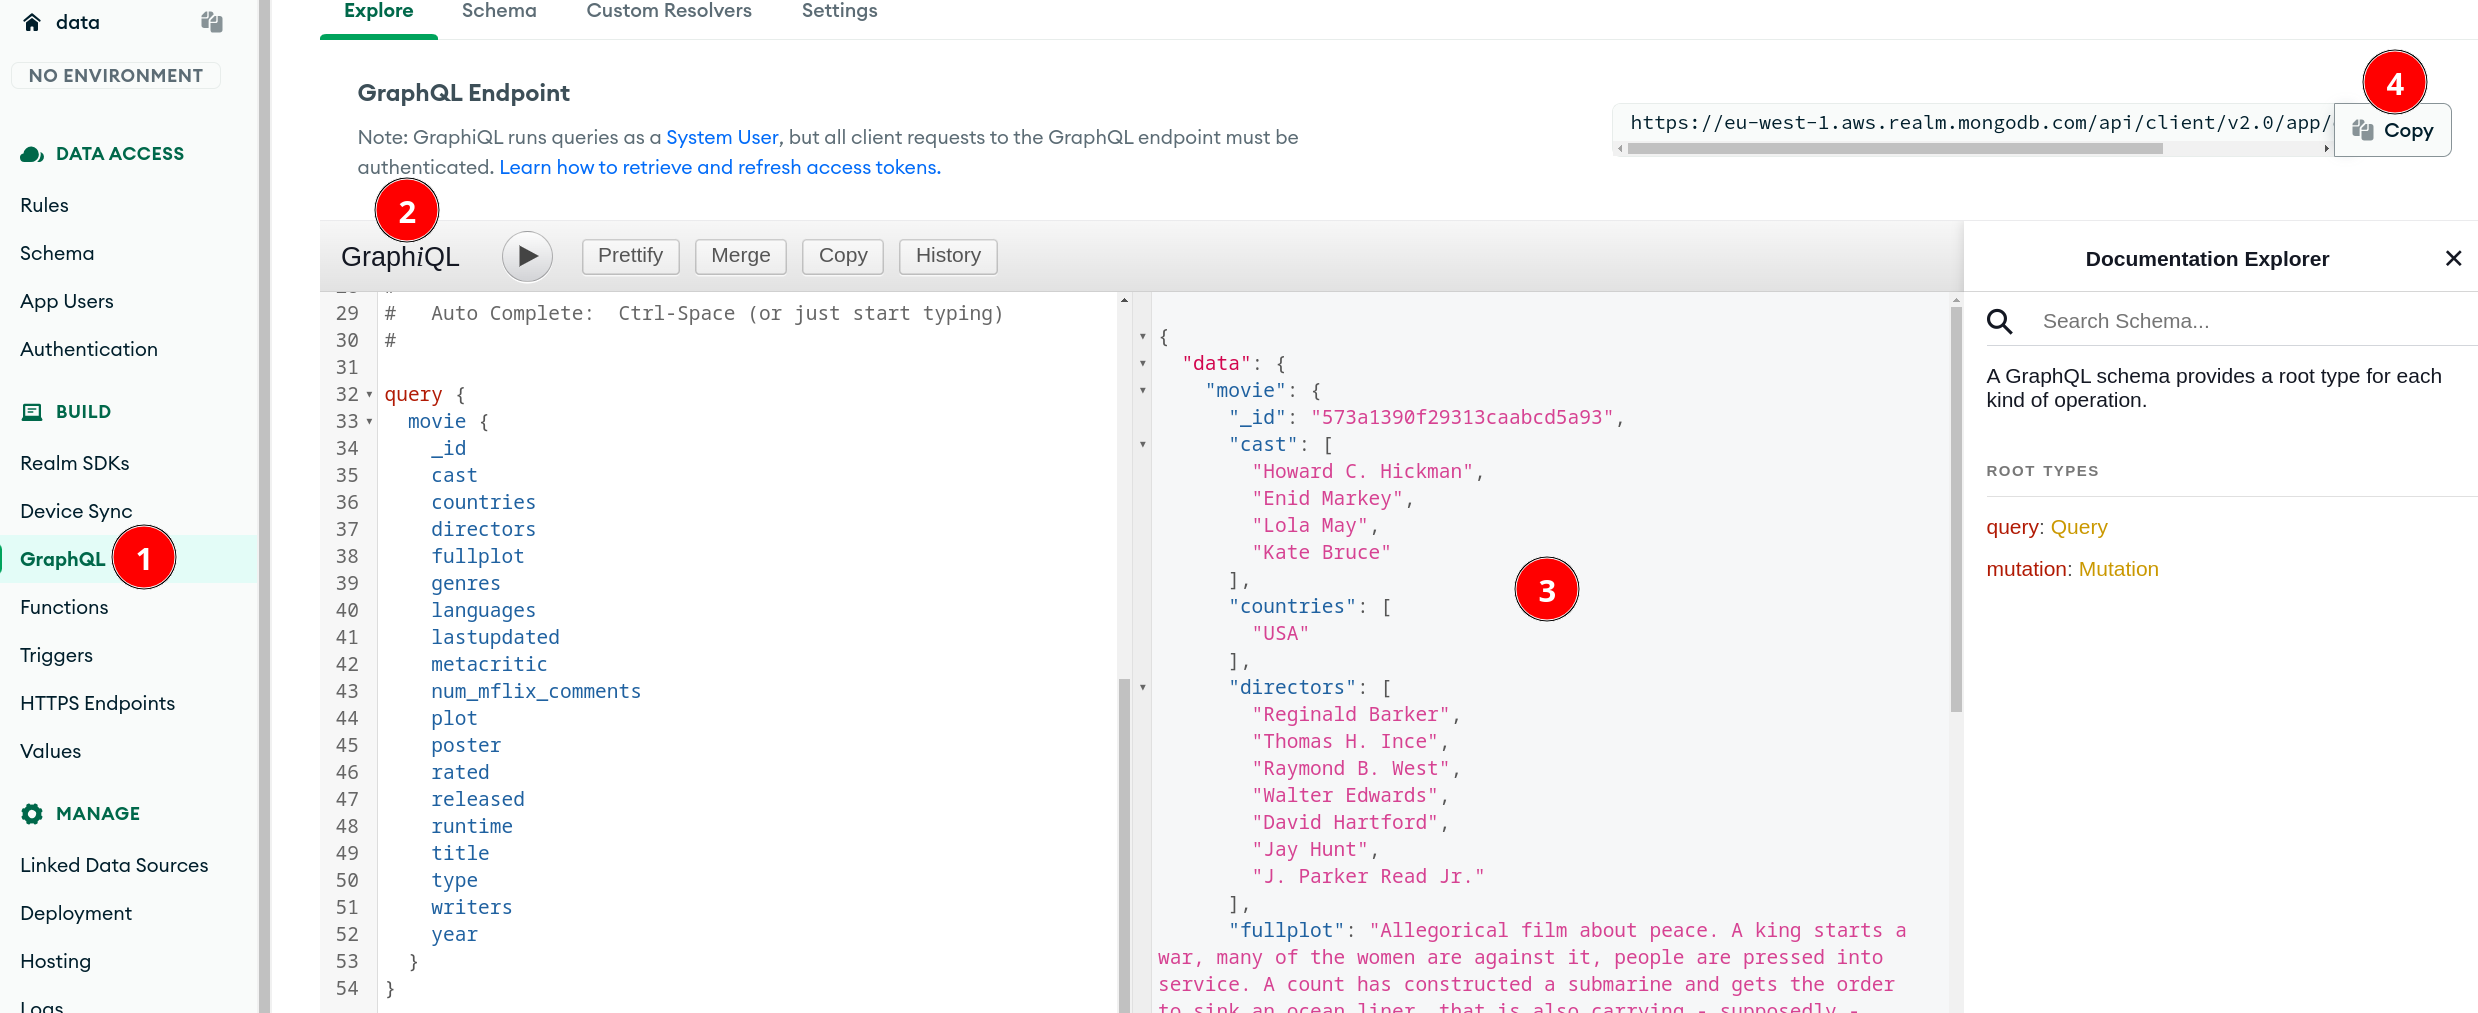 data
NO ENVIRONMENT
DATA ACCESS
Rules
Schema
App Users
Authentication
BUILD
Realm SDKs
Device Sync
GraphQL
1
Functions
Triggers
HTTPS Endpoints
Values
MANAGE
Linked Data Sources
Deployment
Hosting
Logs
Explore Schema Custom Resolvers Settings
GraphQL Endpoint
Note: GraphiQL runs queries as a System User, but all client requests to the GraphQL endpoint must be
authenticated. Learn how to retrieve and refresh access tokens.
https://eu-west-1.aws.realm.mongodb.com/api/client/v2.0/app/
Copy
4
2
GraphiQL
Prettify Merge Copy History
29 #   Auto Complete:  Ctrl-Space (or just start typing)
30 #
31
32 query {
33   movie {
34     _id
35     cast
36     countries
37     directors
38     fullplot
39     genres
40     languages
41     lastupdated
42     metacritic
43     num_mflix_comments
44     plot
45     poster
46     rated
47     released
48     runtime
49     title
50     type
51     writers
52     year
53   }
54 }
{
  "data": {
    "movie": {
      "_id": "573a1390f29313caabcd5a93",
      "cast": [
        "Howard C. Hickman",
        "Enid Markey",
        "Lola May",
        "Kate Bruce"
      ],
      "countries": [
        "USA"
      ],
      "directors": [
        "Reginald Barker",
        "Thomas H. Ince",
        "Raymond B. West",
        "Walter Edwards",
        "David Hartford",
        "Jay Hunt",
        "J. Parker Read Jr."
      ],
      "fullplot": "Allegorical film about peace. A king starts a
war, many of the women are against it, people are pressed into
service. A count has constructed a submarine and gets the order
to sink an ocean liner, that is also carrying - supposedly -
3
Documentation Explorer
Search Schema...
A GraphQL schema provides a root type for each
kind of operation.
ROOT TYPES
query: Query
mutation: Mutation